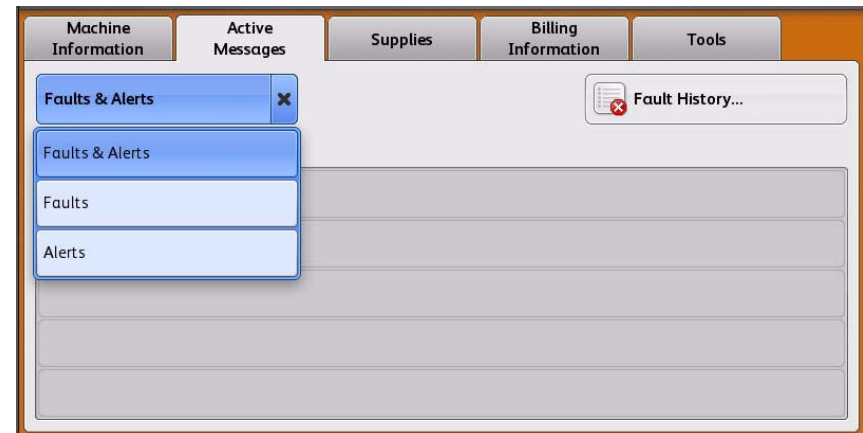 Machine
Information
Active
Messages
Supplies
Billing
Information
Tools
Faults & Alerts
Fault History...
Faults & Alerts
Faults
Alerts